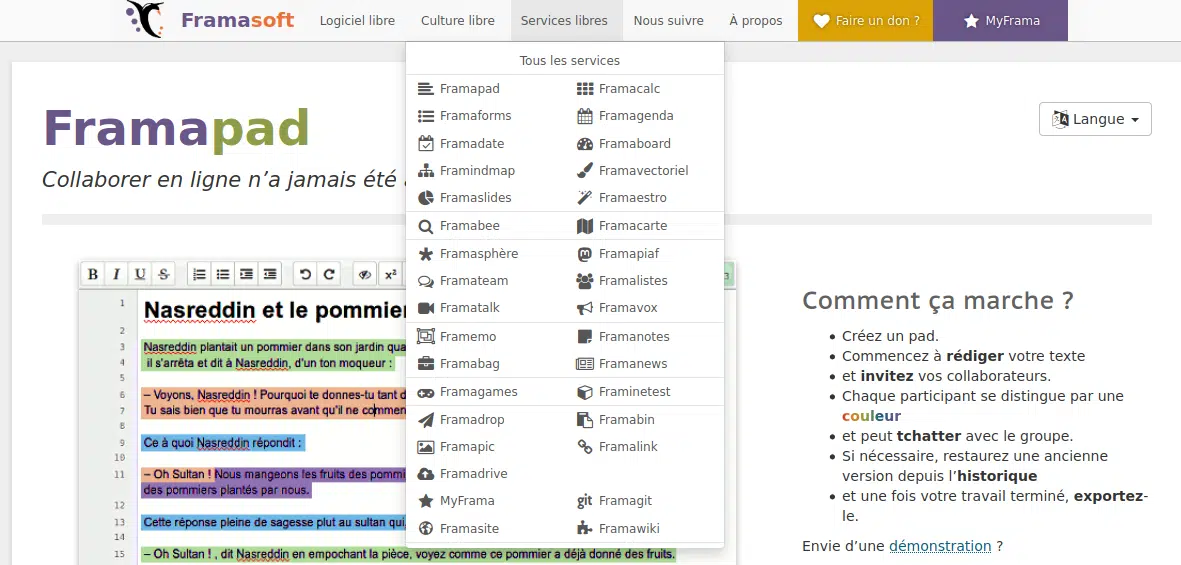 Framasoft Logiciel libre Culture libre Services libres Nous suivre À propos Faire un don ? MyFrama
Tous les services
Framapad Framacalc
Framaforms Framagenda
Framadate Framaboard
Framindmap Framavectoriel
Framaslides Framaestro
Framabee Framacarte
Framasphère Framapiaf
Framateam Framalistes
Framatalk Framavox
Framemo Framanotes
Framabag Framanews
Framagames Framinetest
Framadrop Framabin
Framapic Framalink
Framadrive
MyFrama git Framagit
Framasite Framawiki
Framapad
Langue
Collaborer en ligne n’a jamais été
B I U S x²
1 Nasreddin et le pommier
2
3 Nasreddin plantait un pommier dans son jardin qua
4 il s'arrêta et dit à Nasreddin, d'un ton moqueur :
5
6 – Voyons, Nasreddin ! Pourquoi te donnes-tu tant d
7 Tu sais bien que tu mourras avant qu'il ne commen
8
9 Ce à quoi Nasreddin répondit :
10
11 – Oh Sultan ! Nous mangeons les fruits des pommi
des pommiers plantés par nous.
12
13 Cette réponse pleine de sagesse plut au sultan qui
14
15 – Oh Sultan ! , dit Nasreddin en empochant la pièce, voyez comme ce pommier a déjà donné des fruits.
3
Comment ça marche ?
Créez un pad.
Commencez à rédiger votre texte
et invitez vos collaborateurs.
Chaque participant se distingue par une
couleur
et peut tchatter avec le groupe.
Si nécessaire, restaurez une ancienne
version depuis l’historique
et une fois votre travail terminé, exportez-
le.
Envie d’une démonstration ?